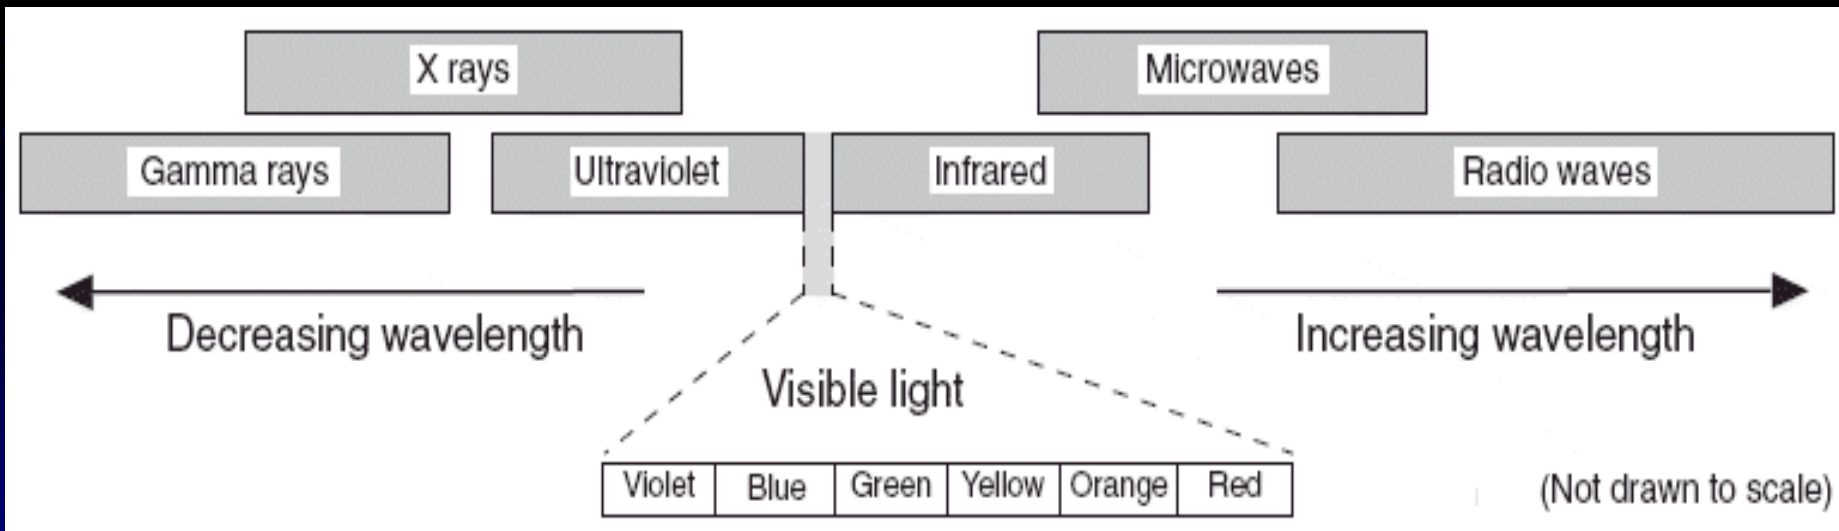 X rays
Microwaves
Gamma rays
Ultraviolet
Infrared
Radio waves
Decreasing wavelength
Increasing wavelength
Visible light
Violet
Blue
Green
Yellow
Orange
Red
(Not drawn to scale)